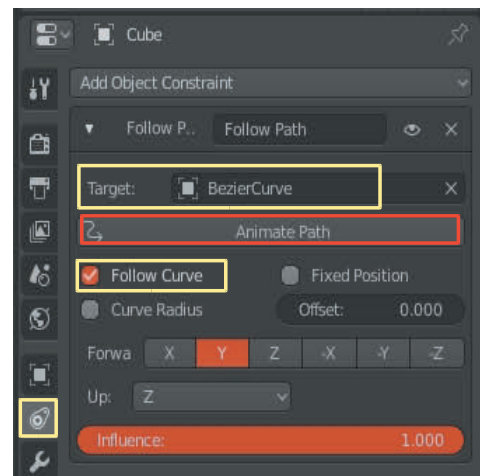 Cube
Add Object Constraint
Follow P.. Follow Path
Target: BezierCurve
Animate Path
Follow Curve Fixed Position
Curve Radius Offset: 0.000
Forwa X Y Z -X -Y -Z
Up: Z
Influence: 1.000